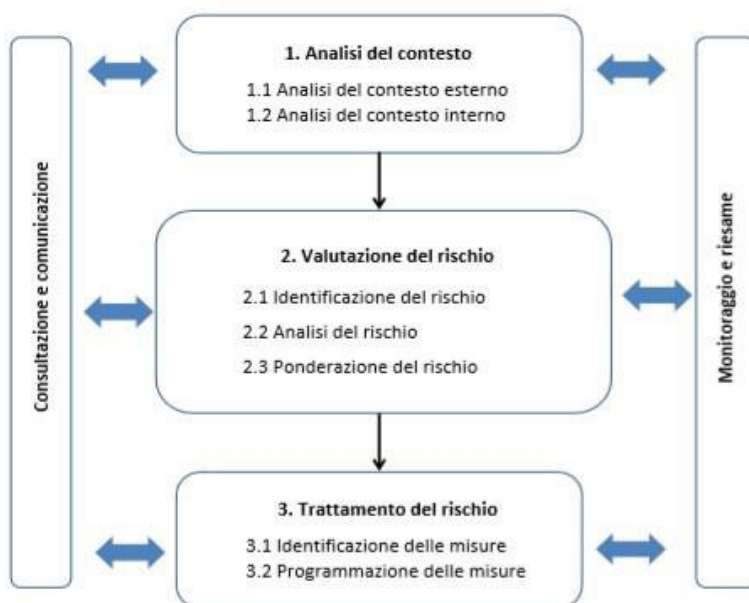 Consultazione e comunicazione
1. Analisi del contesto
1.1 Analisi del contesto esterno
1.2 Analisi del contesto interno
2. Valutazione del rischio
2.1 Identificazione del rischio
2.2 Analisi del rischio
2.3 Ponderazione del rischio
3. Trattamento del rischio
3.1 Identificazione delle misure
3.2 Programmazione delle misure
Monitoraggio e riesame